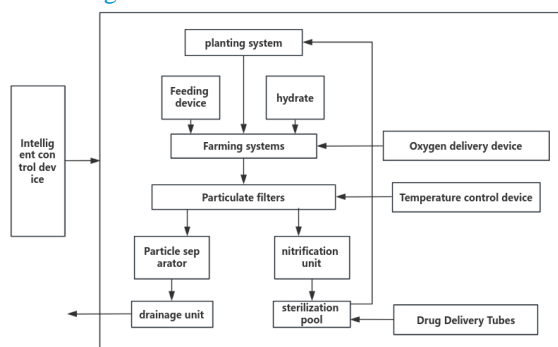 planting system
Feeding
device
hydrate
Intellig
ent con
trol dev
ice
Farming systems
Oxygen delivery device
Particulate filters
Temperature control device
Particle sep
arator
nitrification
unit
drainage unit
sterilization
pool
Drug Delivery Tubes